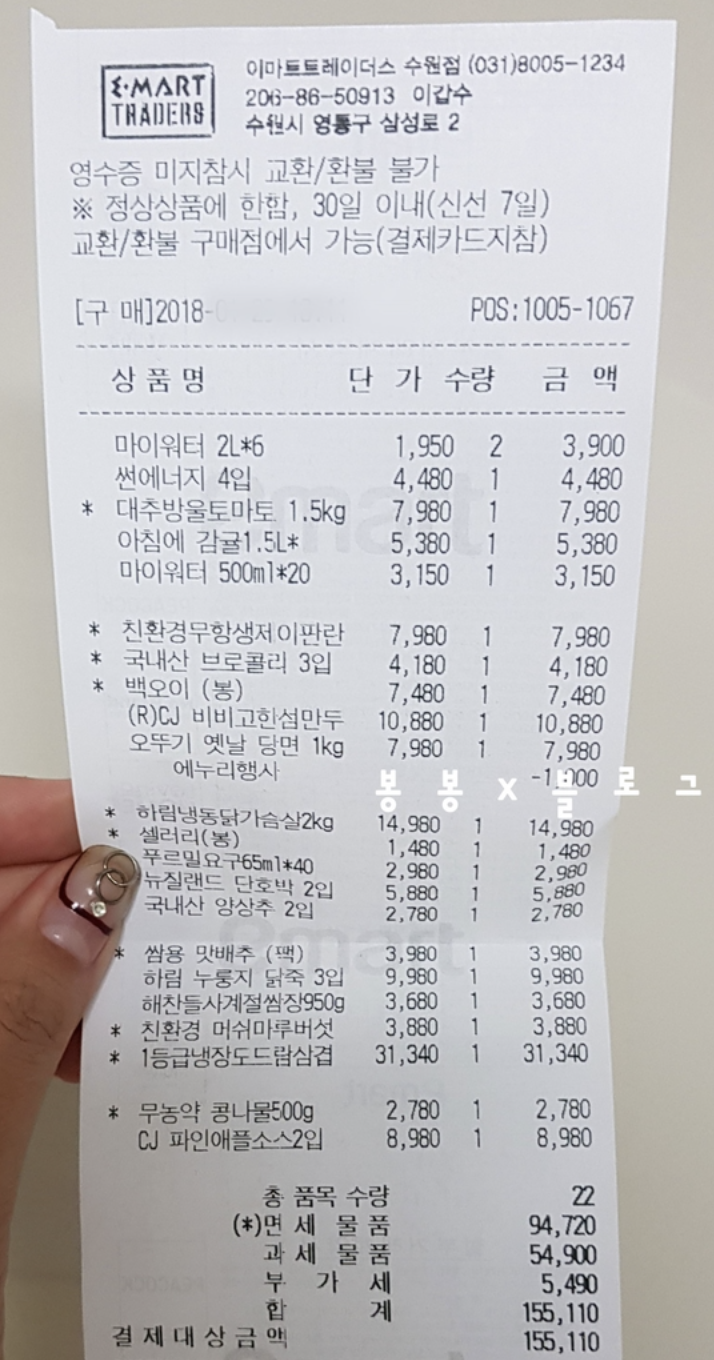 E·MART
TRADERS
이마트트레이더스 수원점 (031)8005-1234
206-86-50913 이갑수
수원시 영통구 삼성로 2
영수증 미지참시 교환/환불 불가
※ 정상상품에 한함, 30일 이내(신선 7일)
교환/환불 구매점에서 가능(결제카드지참)
[구 매]2018- POS:1005-1067
상 품 명 단 가 수량 금 액
마이워터 2L*6 1,950 2 3,900
썬에너지 4입 4,480 1 4,480
* 대추방울토마토 1.5kg 7,980 1 7,980
아침에 감귤1.5L* 5,380 1 5,380
마이워터 500ml*20 3,150 1 3,150
* 친환경무항생제이판란 7,980 1 7,980
* 국내산 브로콜리 3입 4,180 1 4,180
* 백오이 (봉) 7,480 1 7,480
(R)CJ 비비고한섬만두 10,880 1 10,880
오뚜기 옛날 당면 1kg 7,980 1 7,980
에누리행사 -1,000
봉 봉 x 블 로 그
* 하림냉동닭가슴살2kg 14,980 1 14,980
* 셀러리(봉) 1,480 1 1,480
푸르밀요구65ml*40 2,980 1 2,980
뉴질랜드 단호박 2입 5,880 1 5,880
국내산 양상추 2입 2,780 1 2,780
* 쌈용 맛배추 (팩) 3,980 1 3,980
하림 누룽지 닭죽 3입 9,980 1 9,980
해찬들사계절쌈장950g 3,680 1 3,680
* 친환경 머쉬마루버섯 3,880 1 3,880
* 1등급냉장도드람삼겹 31,340 1 31,340
* 무농약 콩나물500g 2,780 1 2,780
CJ 파인애플소스2입 8,980 1 8,980
총 품목 수량 22
(*)면 세 물 품 94,720
과 세 물 품 54,900
부 가 세 5,490
합 계 155,110
결 제 대 상 금 액 155,110